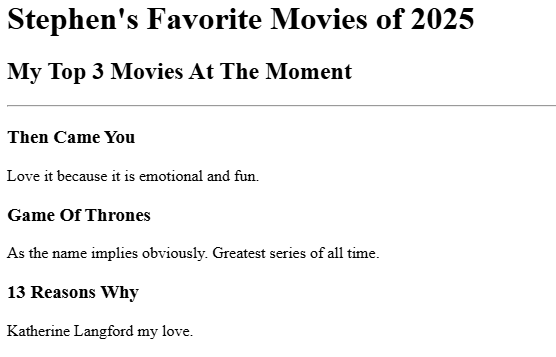 Stephen's Favorite Movies of 2025
My Top 3 Movies At The Moment
Then Came You
Love it because it is emotional and fun.
Game Of Thrones
As the name implies obviously. Greatest series of all time.
13 Reasons Why
Katherine Langford my love.